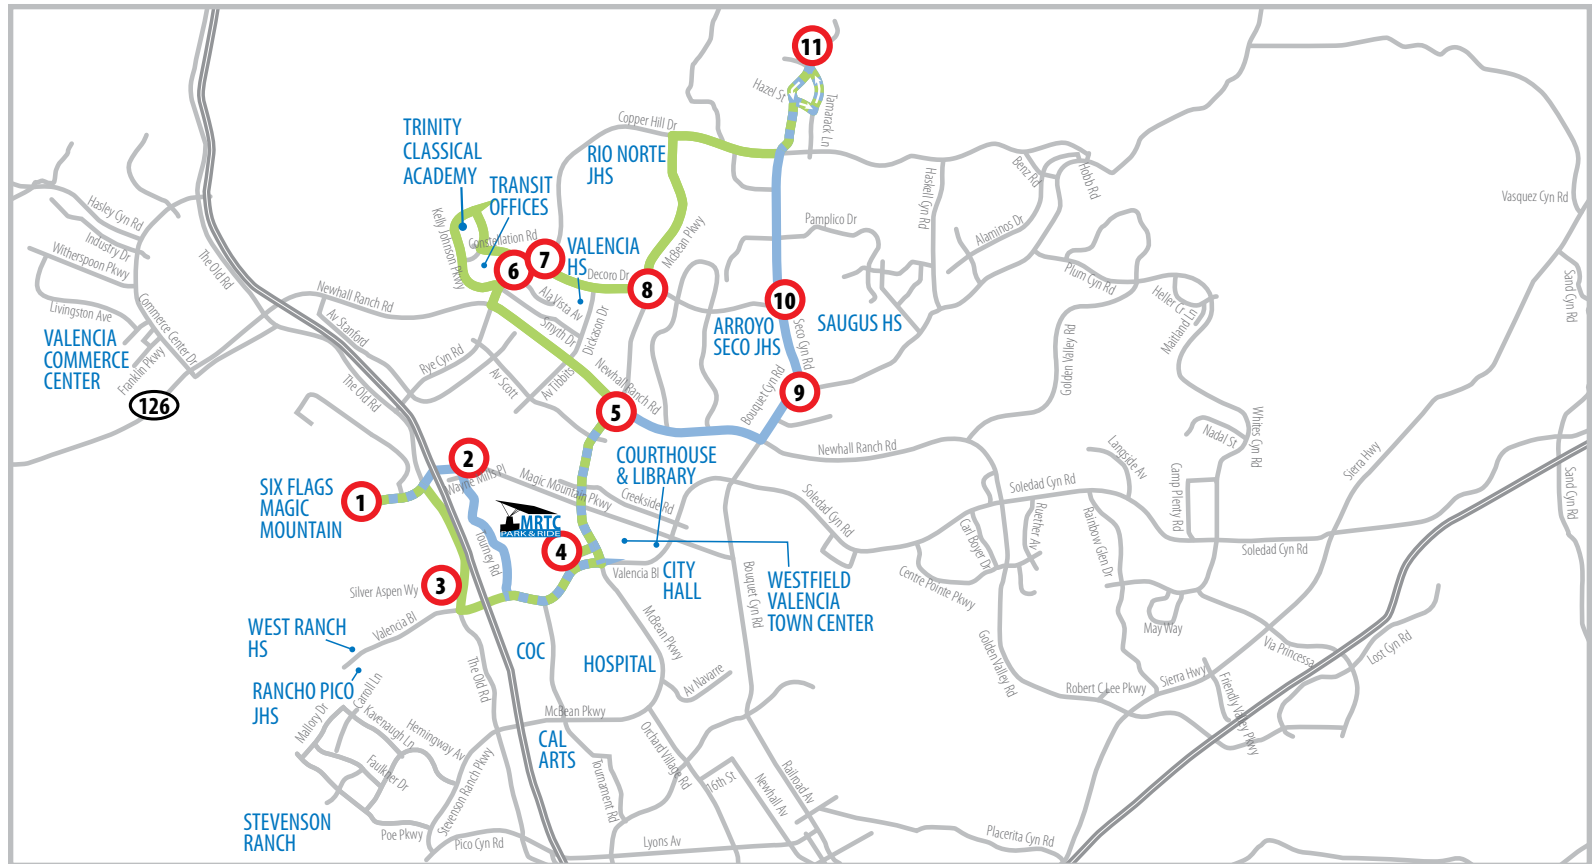 11
Hazel St
Tamarack Ln
Copper Hill Dr
TRINITY
CLASSICAL
ACADEMY
RIO NORTE
JHS
TRANSIT
OFFICES
Benz Rd
Hobb Rd
Haskell Cyn Rd
Vasquez Cyn Rd
Hasley Cyn Rd
Industry Dr
Witherspoon Pkwy
The Old Rd
Kelly Johnson Pkwy
Constellation Rd
McBean Pkwy
Pamplico Dr
Alaminos Dr
6
7
VALENCIA
HS
Decoro Dr
8
10
Plum Cyn Rd
Heller Cr
Maitland Ln
Sand Cyn Rd
Livingston Ave
Commerce Center Dr
Newhall Ranch Rd
Av Stanford
Ala Vista Av
Smyth Dr
Dickason Dr
ARROYO
SECO JHS
Seco Cyn Rd
SAUGUS HS
VALENCIA
COMMERCE
CENTER
Franklin Pkwy
126
The Old Rd
Rye Cyn Rd
Av Scott
Av Tibbits
Newhall Ranch Rd
Golden Valley Rd
5
Bouquet Cyn Rd
9
Newhall Ranch Rd
Whites Cyn Rd
Nadal St
Langside Av
Camp Plenty Rd
Sierra Hwy
Sand Cyn Rd
2
Wayne Mills Pl
Magic Mountain Pkwy
Creekside Rd
COURTHOUSE
& LIBRARY
SIX FLAGS
MAGIC
MOUNTAIN
1
MRTC
PARK & RIDE
4
Soledad Cyn Rd
Soledad Cyn Rd
Soledad Cyn Rd
Carl Boyer Dr
Ruether Av
Rainbow Glen Dr
Tourney Rd
Valencia Bl
CITY
HALL
WESTFIELD
VALENCIA
TOWN CENTER
Bouquet Cyn Rd
Centre Pointe Pkwy
3
Silver Aspen Wy
Valencia Bl
WEST RANCH
HS
RANCHO PICO
JHS
COC
HOSPITAL
McBean Pkwy
Av Navarre
The Old Rd
Golden Valley Rd
May Way
Via Princessa
Lost Cyn Rd
Sierra Hwy
Robert C Lee Pkwy
Friendly Valley Pkwy
Mallory Dr
Carroll Ln
Kavenaugh Ln
Hemingway Av
Faulkner Dr
Stevenson Ranch Pkwy
McBean Pkwy
CAL
ARTS
Tournament Rd
Orchard Village Rd
16th St
Newhall Av
Railroad Av
STEVENSON
RANCH
Poe Pkwy
Pico Cyn Rd
Lyons Av
Placerita Cyn Rd